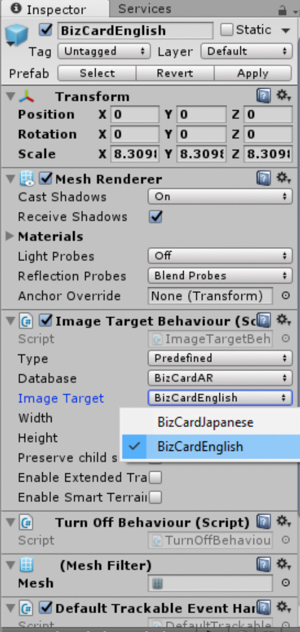 Inspector Services
BizCardEnglish Static
Tag Untagged Layer Default
Prefab Select Revert Apply
Transform
Position X 0 Y 0 Z 0
Rotation X 0 Y 0 Z 0
Scale X 8.3091 Y 8.3091 Z 8.3091
Mesh Renderer
Cast Shadows On
Receive Shadows
Materials
Light Probes Off
Reflection Probes Blend Probes
Anchor Override None (Transform)
Image Target Behaviour (Sc
Script ImageTargetBeh
Type Predefined
Database BizCardAR
Image Target BizCardEnglish
Width
BizCardJapanese
Height
BizCardEnglish
Preserve child s
Enable Extended Tra
Enable Smart Terrain
Turn Off Behaviour (Script)
Script TurnOffBehaviou
(Mesh Filter)
Mesh
Default Trackable Event Han
Script DefaultTrackable